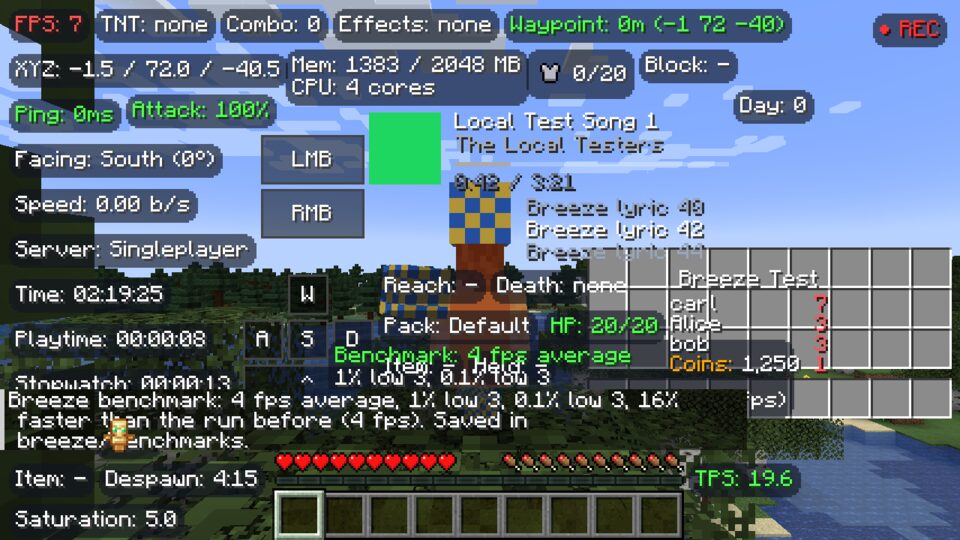 FPS: 7
TNT: none
Combo: 0
Effects: none
Waypoint: 0m (-1 72 -40)
● REC
XYZ: -1.5 / 72.0 / -40.5
Mem: 1383 / 2048 MB
CPU: 4 cores
0/20
Block: -
Ping: 0ms
Attack: 100%
Day: 0
Local Test Song 1
The Local Testers
0:42 / 3:21
Facing: South (0°)
LMB
Speed: 0.00 b/s
RMB
Breeze lyric 40
Breeze lyric 42
Breeze lyric 44
Server: Singleplayer
Time: 02:19:25
W
Reach: -
Death: none
Breeze Test
carl 7
Alice 3
bob 3
Coins: 1,250 1
Playtime: 00:00:08
A
S
D
Pack: Default
HP: 20/20
Benchmark: 4 fps average
1% low 3, 0.1% low 3
Item: -
Held -
Stopwatch: 00:00:13
Breeze benchmark: 4 fps average, 1% low 3, 0.1% low 3, 16%
faster than the run before (4 fps). Saved in
breeze/benchmarks.
fps)
Item: -
Despawn: 4:15
TPS: 19.6
Saturation: 5.0